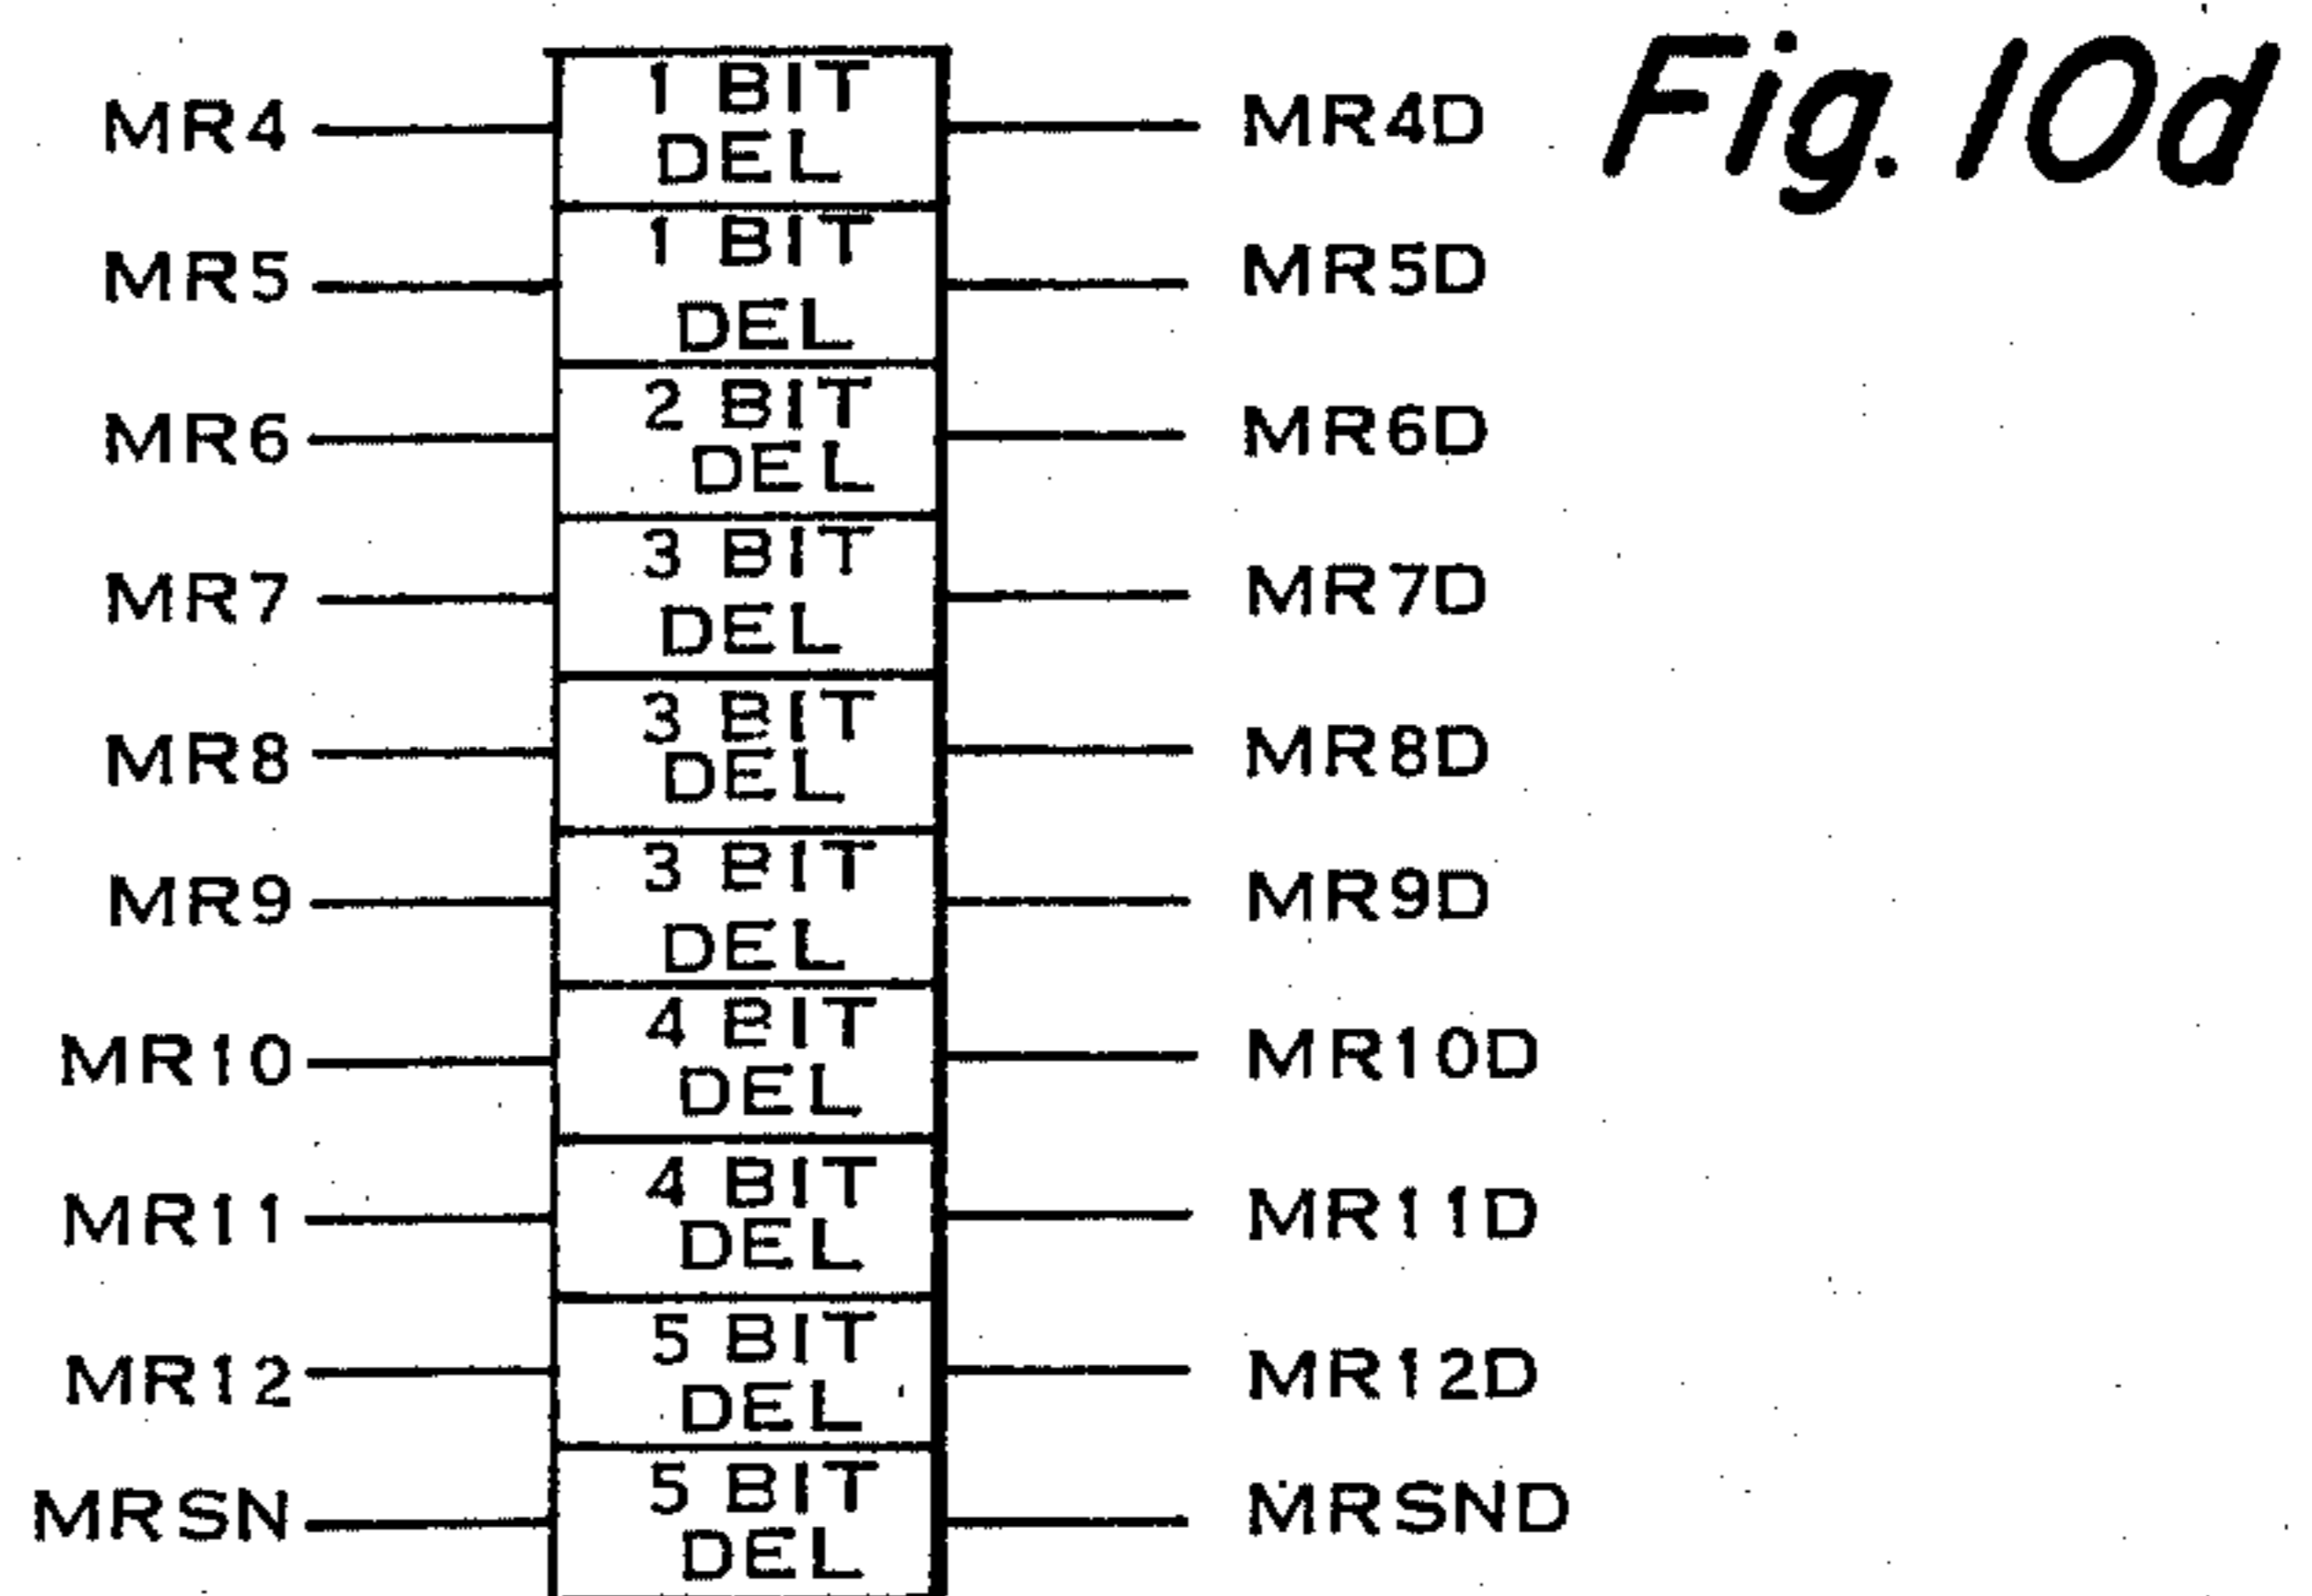 Fig. 10d
MR4 1 BIT DEL MR4D
MR5 1 BIT DEL MR5D
MR6 2 BIT DEL MR6D
MR7 3 BIT DEL MR7D
MR8 3 BIT DEL MR8D
MR9 3 BIT DEL MR9D
MR10 4 BIT DEL MR10D
MR11 4 BIT DEL MR11D
MR12 5 BIT DEL MR12D
MRSN 5 BIT DEL MRSND